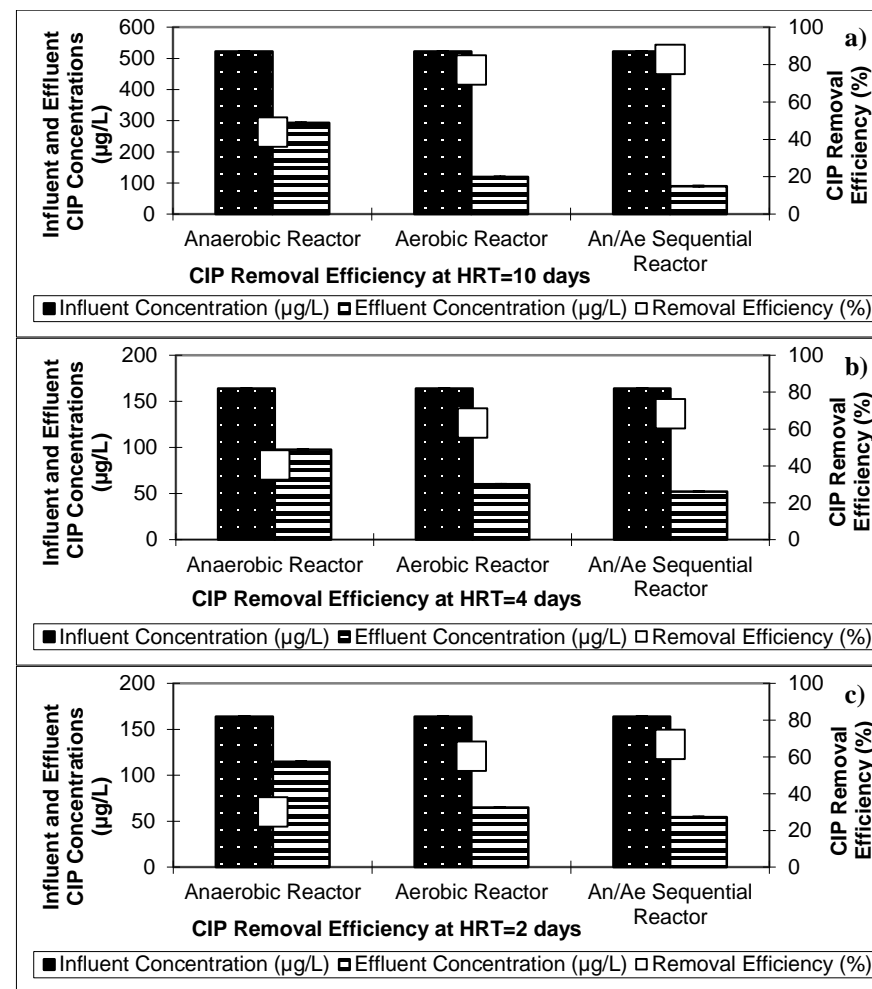 Influent and Effluent
CIP Concentrations
(µg/L)
600
500
400
300
200
100
0
100
80
60
40
20
0
a)
CIP Removal
Efficiency (%)
Anaerobic Reactor Aerobic Reactor An/Ae Sequential
Reactor
CIP Removal Efficiency at HRT=10 days
Influent Concentration (µg/L) Effluent Concentration (µg/L) Removal Efficiency (%)
Influent and Effluent
CIP Concentrations
(µg/L)
200
150
100
50
0
100
80
60
40
20
0
b)
CIP Removal
Efficiency (%)
Anaerobic Reactor Aerobic Reactor An/Ae Sequential
Reactor
CIP Removal Efficiency at HRT=4 days
Influent Concentration (µg/L) Effluent Concentration (µg/L) Removal Efficiency (%)
Influent and Effluent
CIP Concentrations
(µg/L)
200
150
100
50
0
100
80
60
40
20
0
c)
CIP Removal
Efficiency (%)
Anaerobic Reactor Aerobic Reactor An/Ae Sequential
Reactor
CIP Removal Efficiency at HRT=2 days
Influent Concentration (µg/L) Effluent Concentration (µg/L) Removal Efficiency (%)